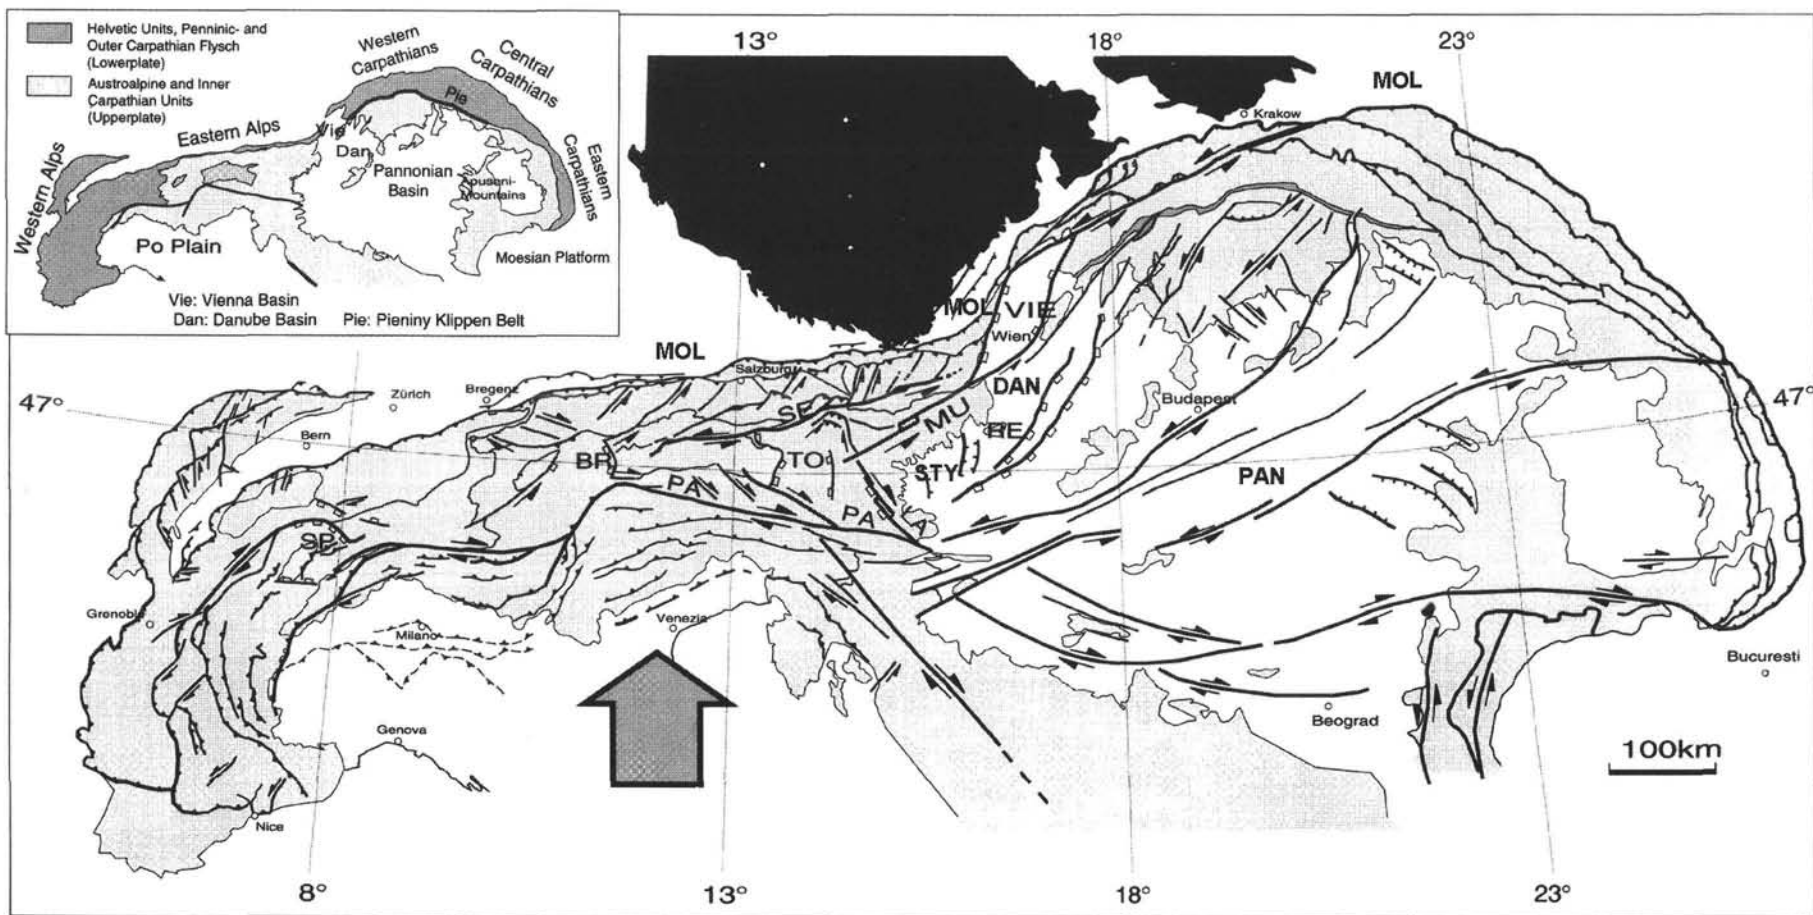 Helvetic Units, Penninic- and
Outer Carpathian Flysch
(Lowerplate)
Austroalpine and Inner
Carpathian Units
(Upperplate)
Western
Carpathians
Central
Carpathians
Pie
Eastern Alps
Vie
Dan
Pannonian
Basin
Apuseni-
Mountains
Eastern
Carpathians
Western Alps
Po Plain
Moesian Platform
Vie: Vienna Basin
Dan: Danube Basin Pie: Pieniny Klippen Belt
13° 18° 23°
MOL
Krakow
MOL VIE
Wien
MOL
Salzburg
Bregenz
Zürich
47°
Bern
DAN
Budapest
47°
SE
MU
RE
BR
TO
STY
PAN
PA
PA
SP
Grenoble
Milano
Venezia
Bucuresti
Genova
Beograd
100km
Nice
8° 13° 18° 23°